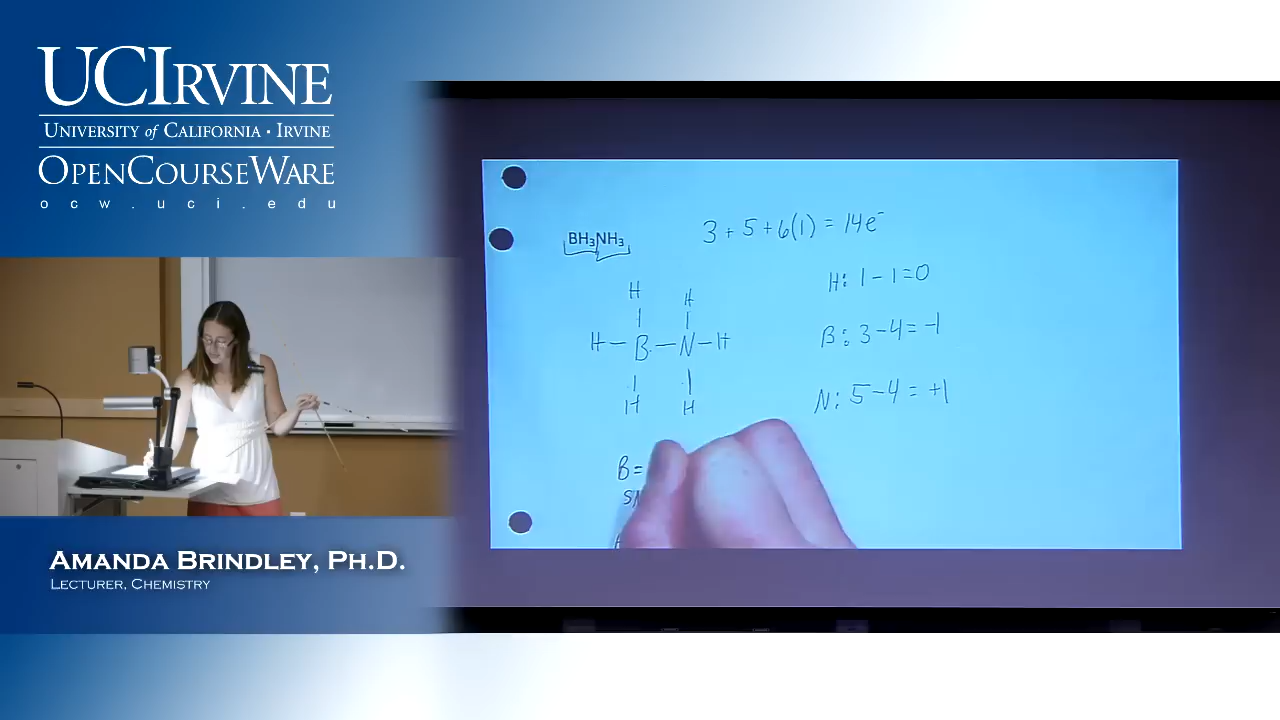 UCIRVINE
UNIVERSITY of CALIFORNIA · IRVINE
OPENCOURSEWARE
ocw.uci.edu
BH₃NH₃
3 + 5 + 6(1) = 14e⁻
H: 1 - 1 = 0
B: 3 - 4 = -1
N: 5 - 4 = +1
H H
H - B - N - H
H H
B =
AMANDA BRINDLEY, PH.D.
LECTURER, CHEMISTRY